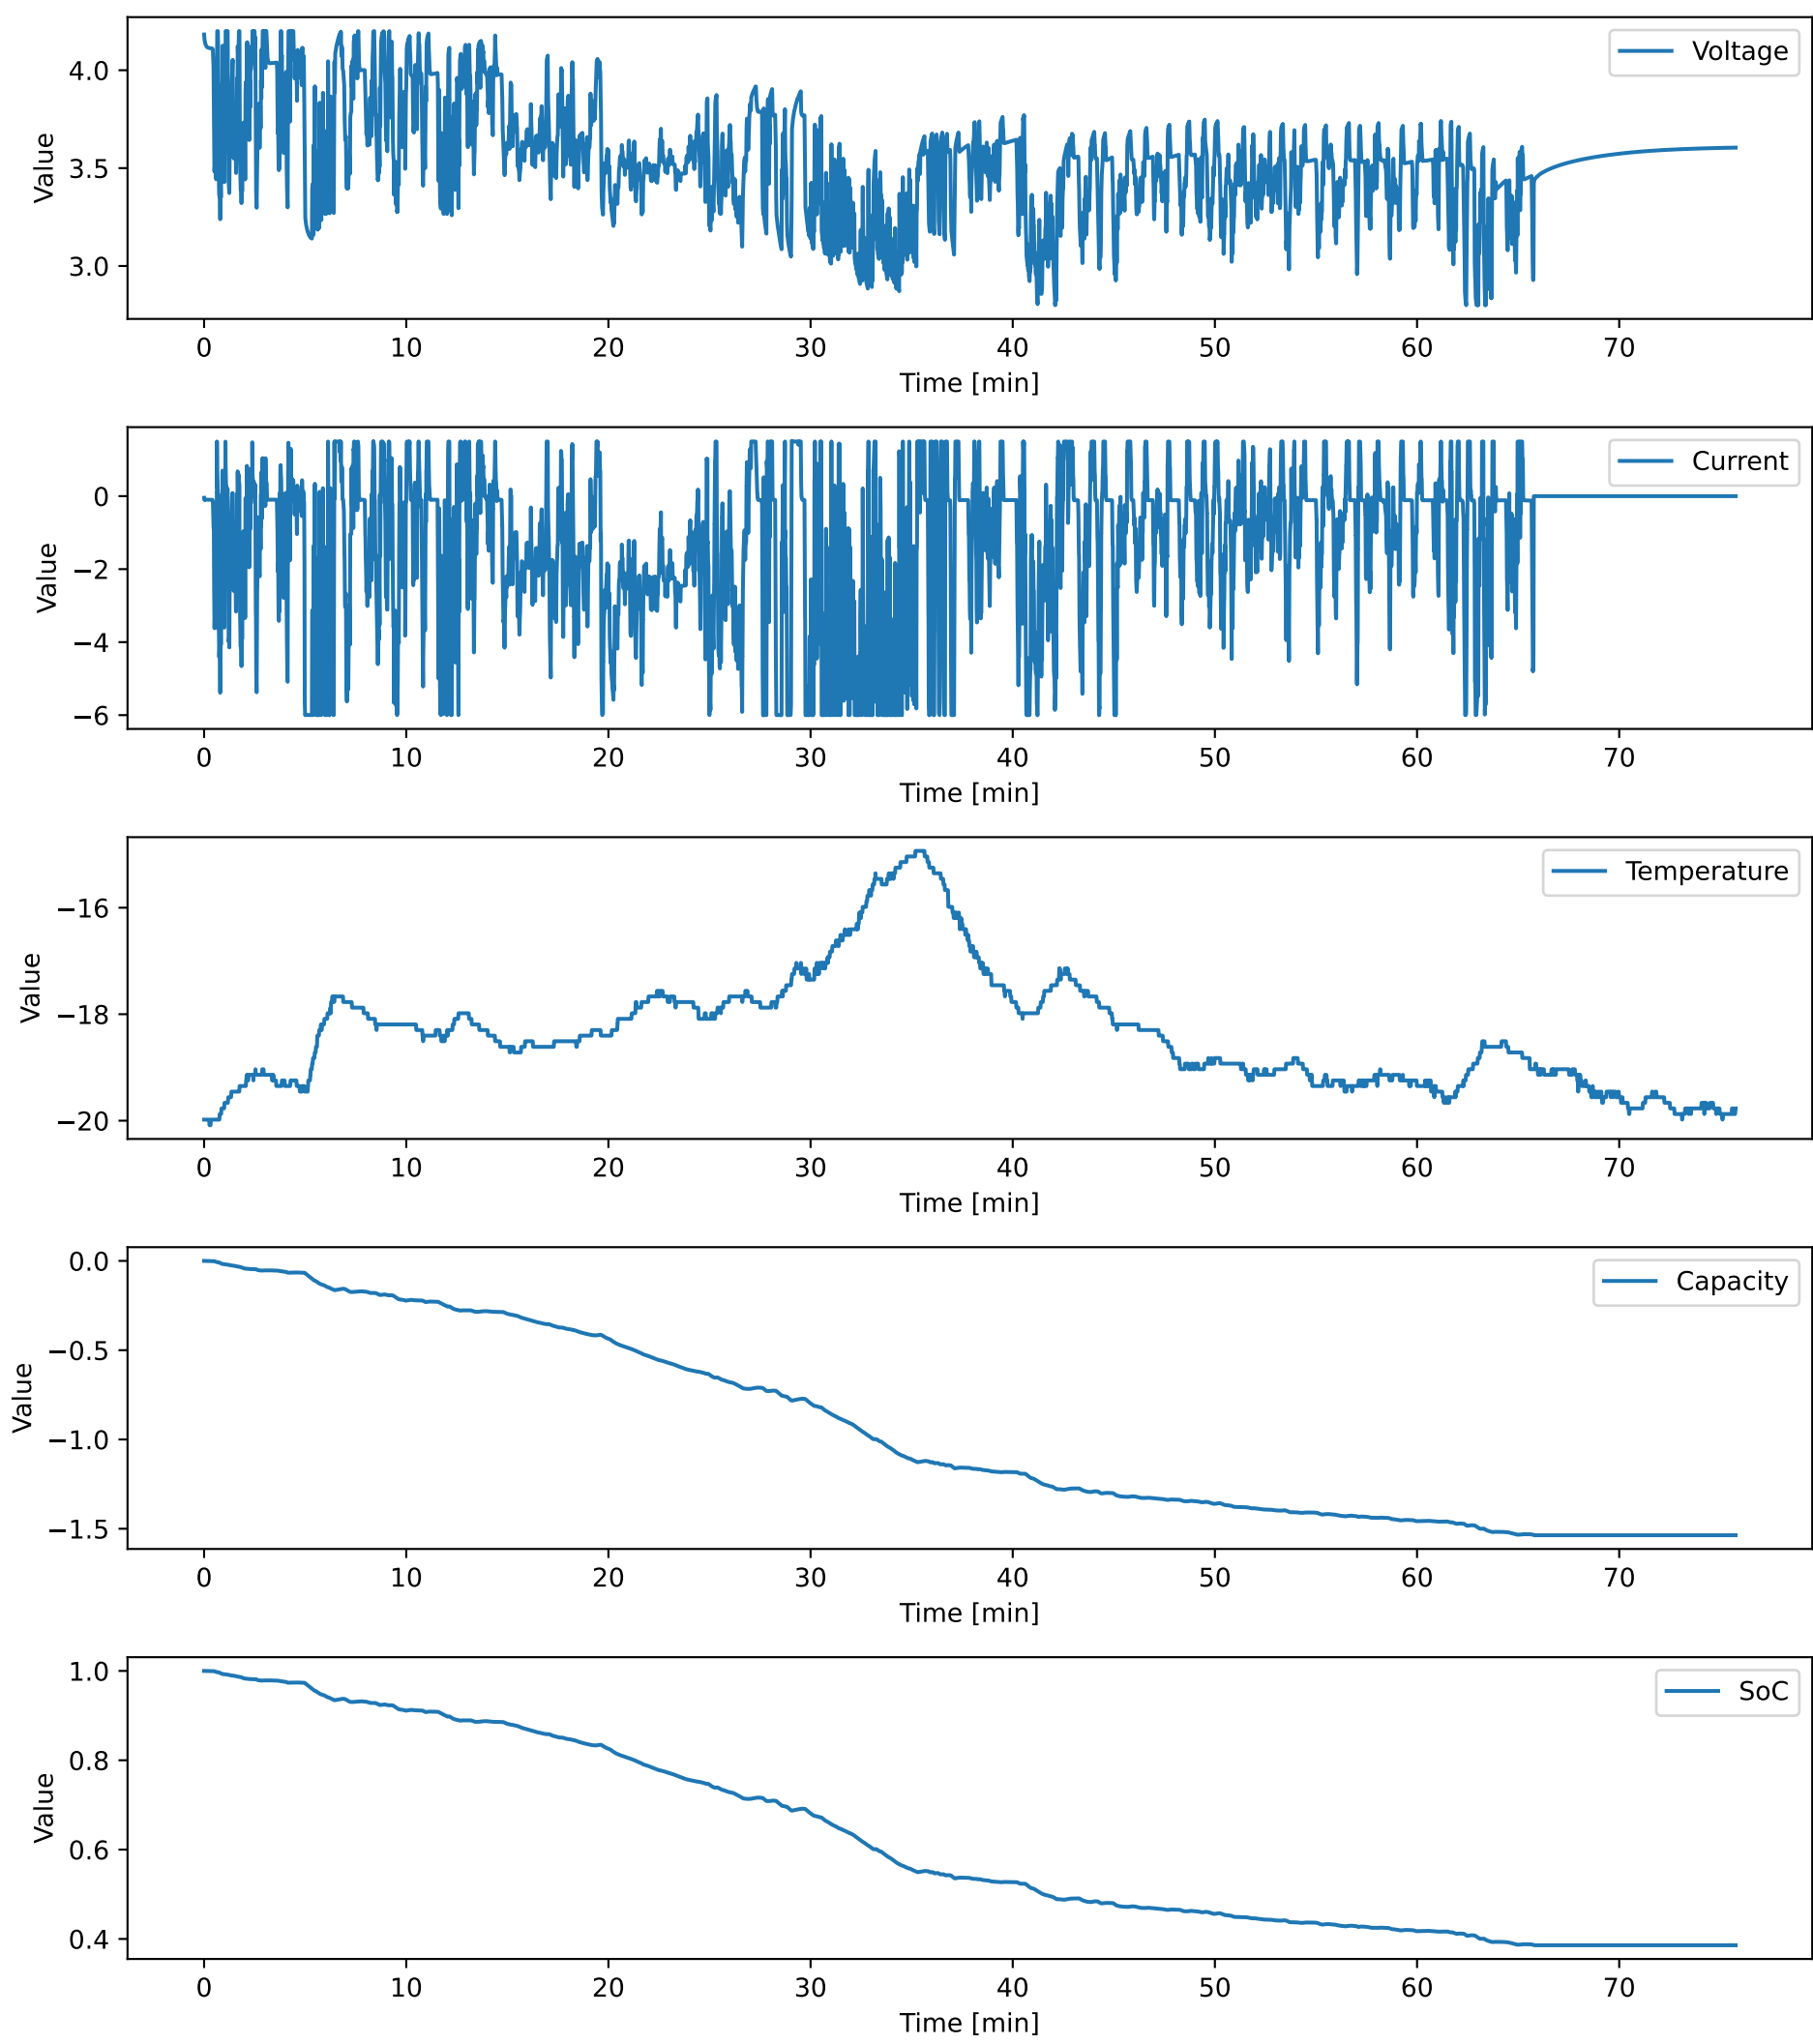 Voltage
4.0
3.5
3.0
Value
0 10 20 30 40 50 60 70
Time [min]
Current
0
−2
−4
−6
Value
0 10 20 30 40 50 60 70
Time [min]
Temperature
−16
−18
−20
Value
0 10 20 30 40 50 60 70
Time [min]
Capacity
0.0
−0.5
−1.0
−1.5
Value
0 10 20 30 40 50 60 70
Time [min]
SoC
1.0
0.8
0.6
0.4
Value
0 10 20 30 40 50 60 70
Time [min]